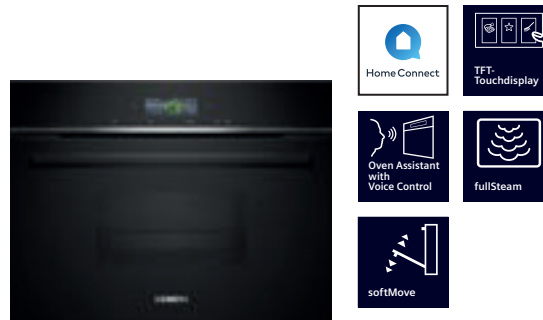 Home Connect
TFT-
Touchdisplay
Oven Assistant
with
Voice Control
fullSteam
softMove